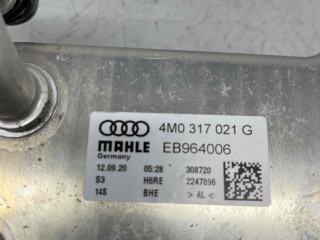 4M0 317 021 G
MAHLE EB964006
Germany
12.09.20 05:28 308720
S3 H6RE 2247896
14S BHE > AL <